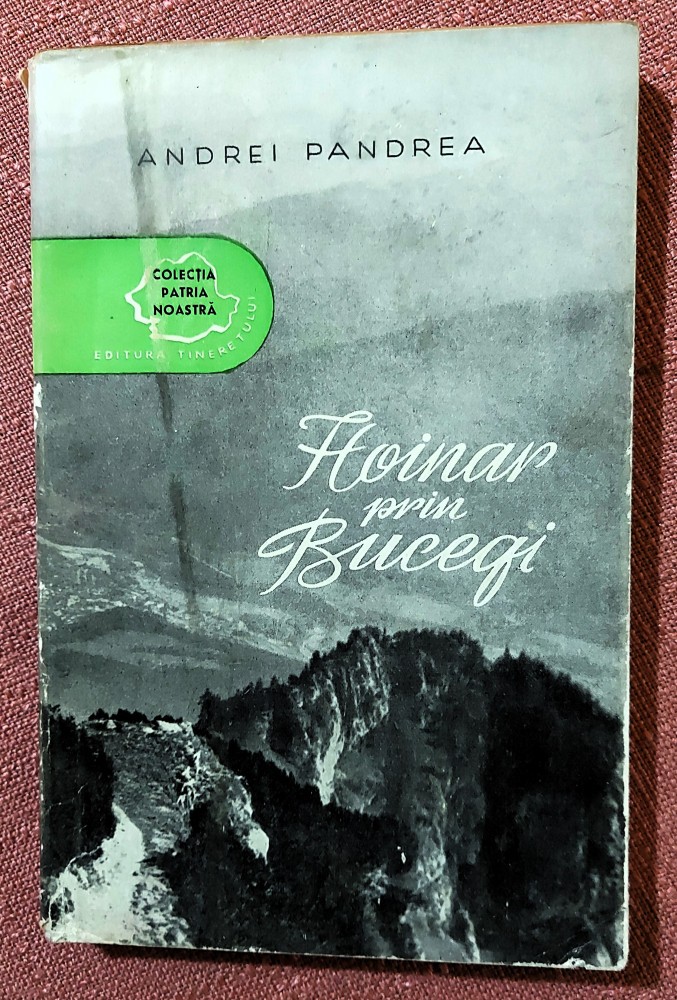 ANDREI PANDREA
COLECȚIA
PATRIA
NOASTRĂ
EDITURA TINERETULUI
Hoinar
prin
Bucegi